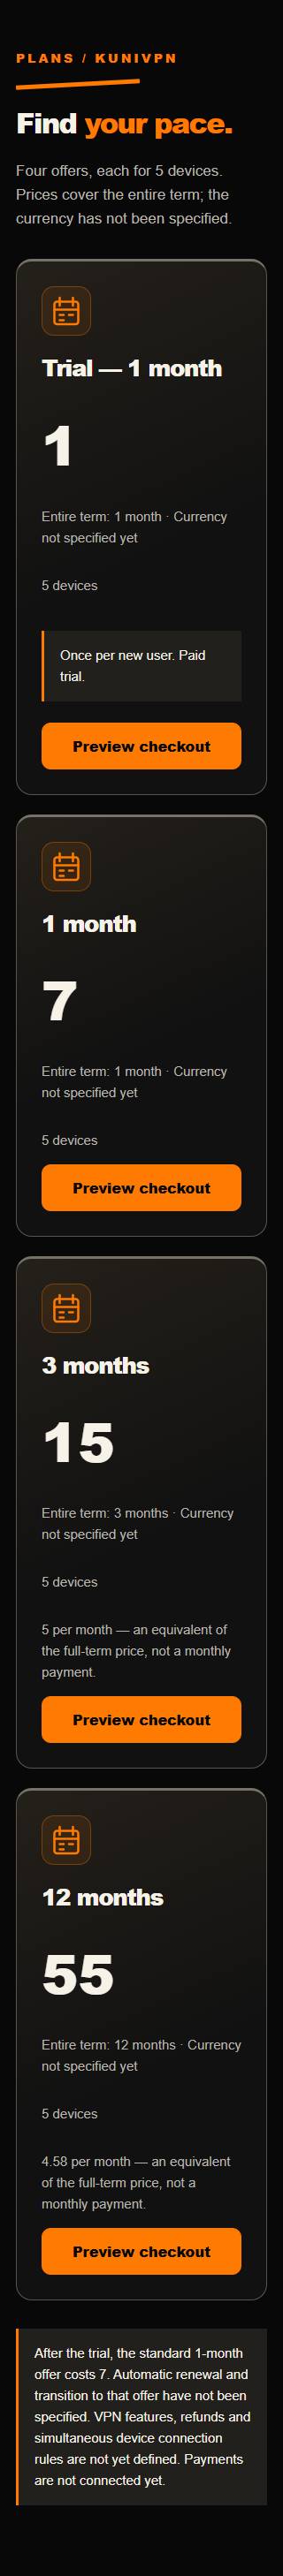 PLANS / KUNIVPN
Find your pace.
Four offers, each for 5 devices.
Prices cover the entire term; the
currency has not been specified.
Trial — 1 month
1
Entire term: 1 month · Currency
not specified yet
5 devices
Once per new user. Paid
trial.
Preview checkout
1 month
7
Entire term: 1 month · Currency
not specified yet
5 devices
Preview checkout
3 months
15
Entire term: 3 months · Currency
not specified yet
5 devices
5 per month — an equivalent of
the full-term price, not a monthly
payment.
Preview checkout
12 months
55
Entire term: 12 months · Currency
not specified yet
5 devices
4.58 per month — an equivalent
of the full-term price, not a
monthly payment.
Preview checkout
After the trial, the standard 1-month
offer costs 7. Automatic renewal and
transition to that offer have not been
specified. VPN features, refunds and
simultaneous device connection
rules are not yet defined. Payments
are not connected yet.